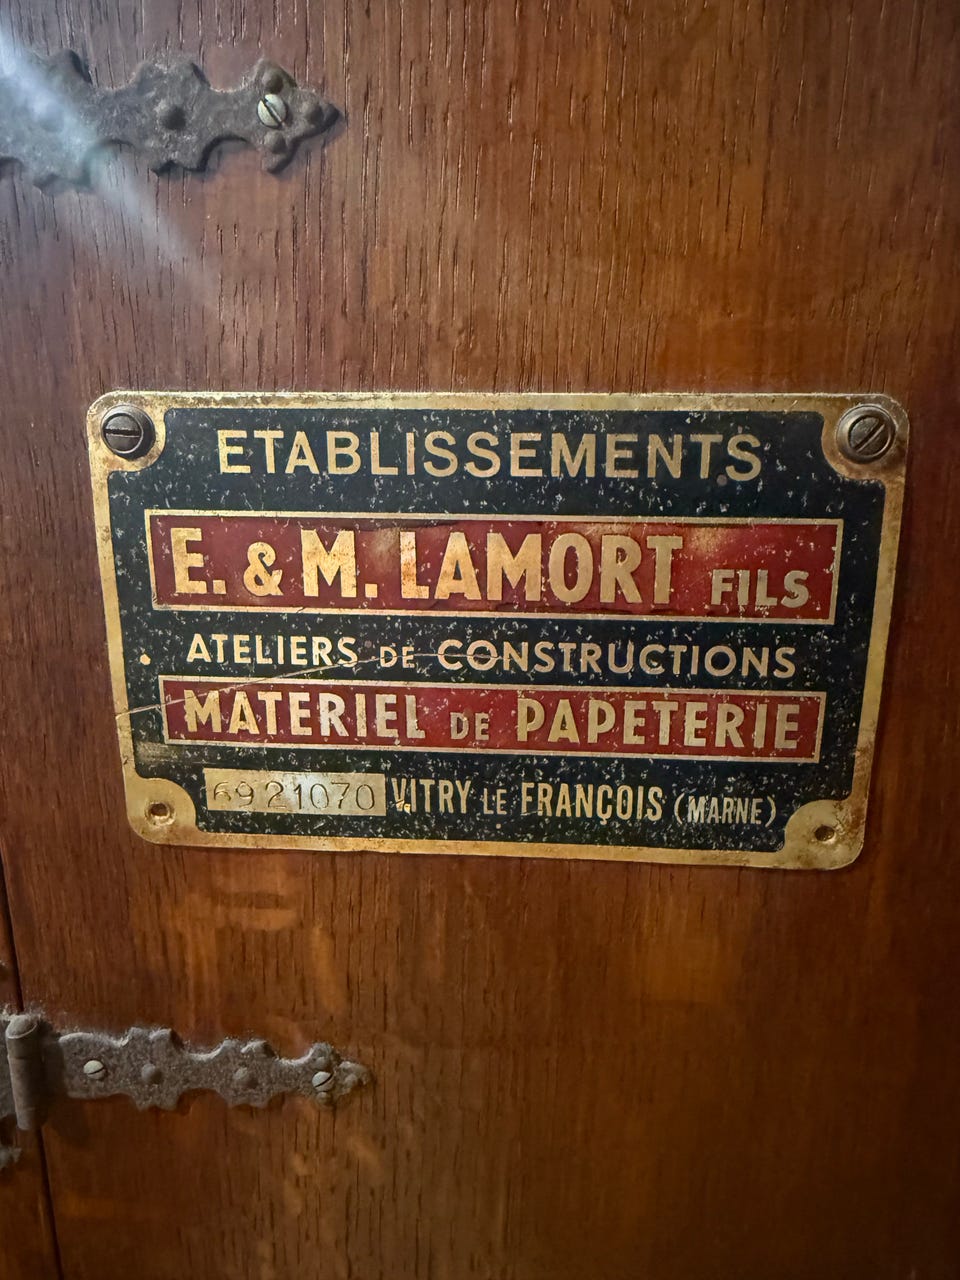 ETABLISSEMENTS
E. & M. LAMORT FILS
ATELIERS DE CONSTRUCTIONS
MATERIEL DE PAPETERIE
6921070 VITRY LE FRANÇOIS (MARNE)